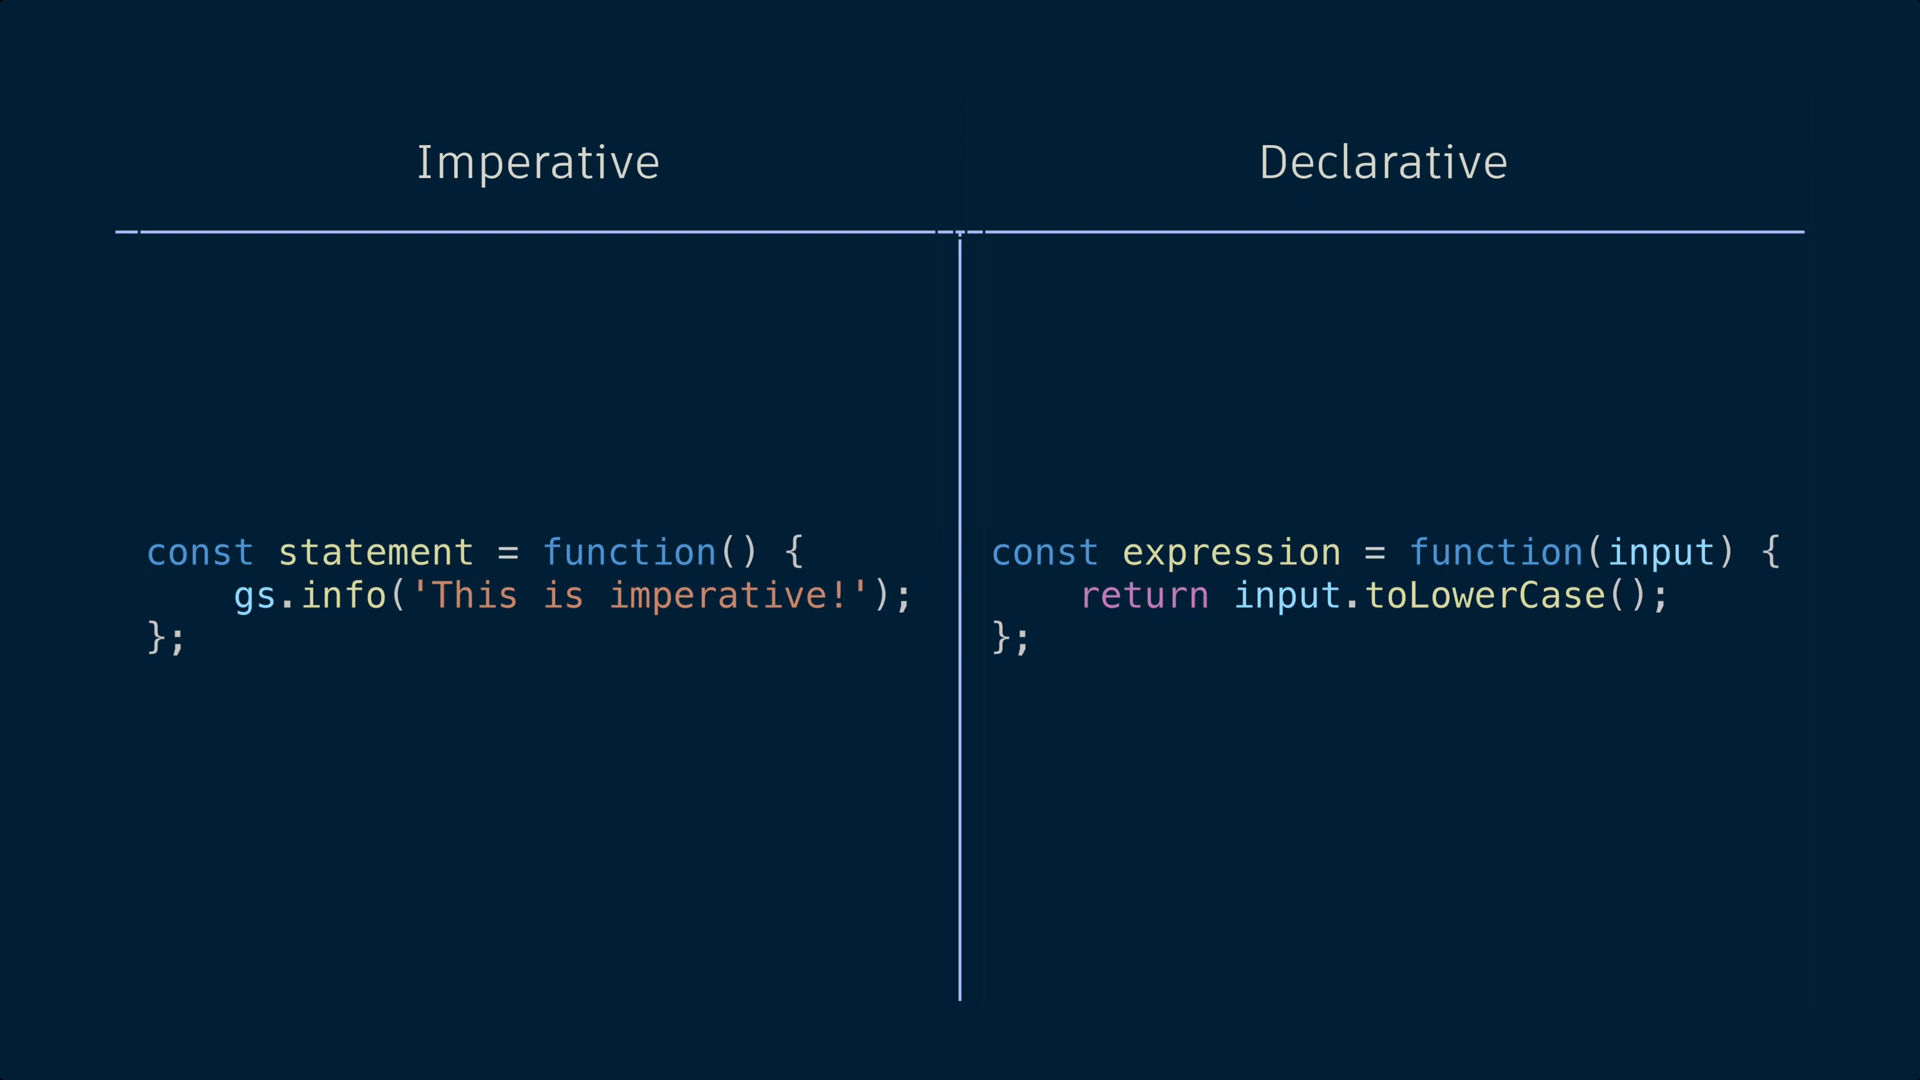 Imperative
Declarative
const statement = function() {
    gs.info('This is imperative!');
};
const expression = function(input) {
    return input.toLowerCase();
};